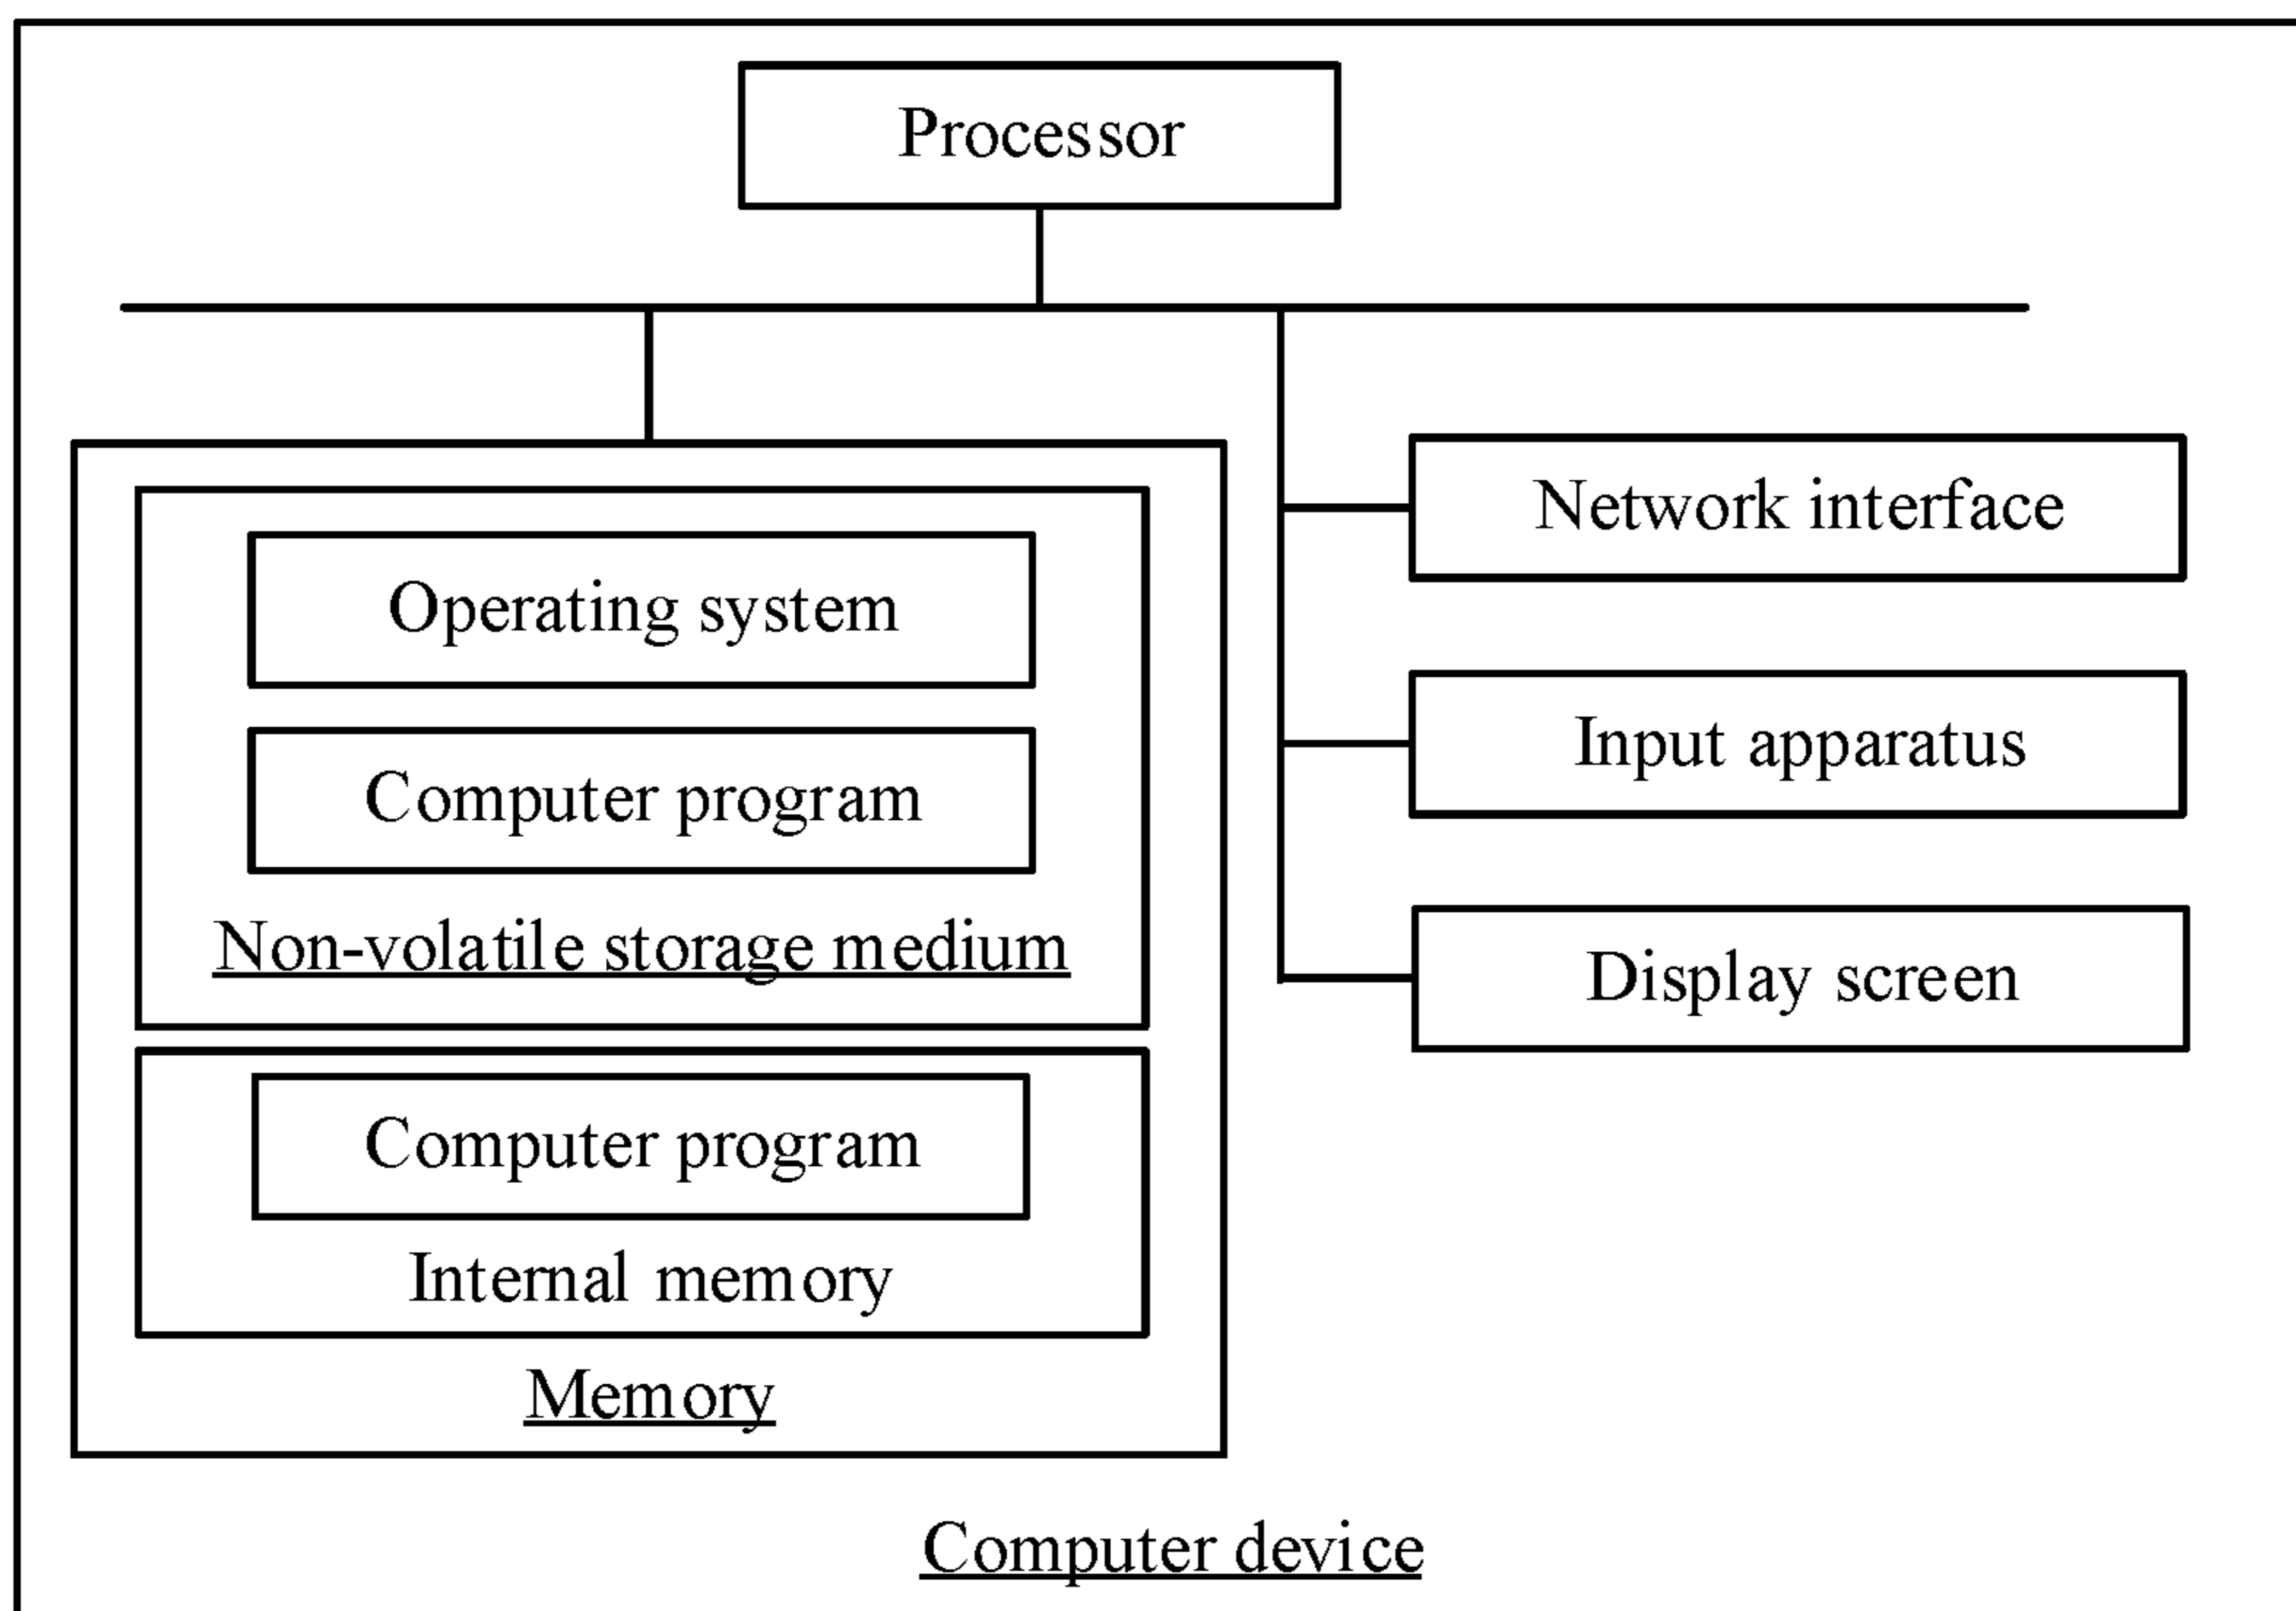 Processor
Operating system
Computer program
Non-volatile storage medium
Computer program
Internal memory
Memory
Network interface
Input apparatus
Display screen
Computer device